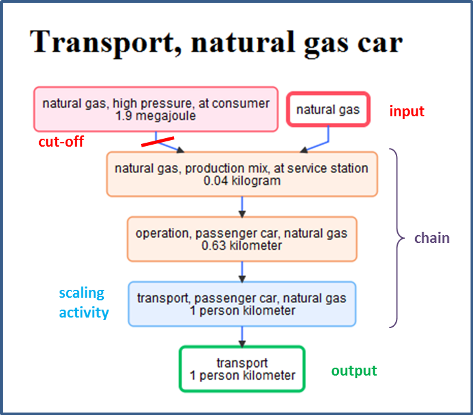 Transport, natural gas car
natural gas, high pressure, at consumer
1.9 megajoule
natural gas
input
cut-off
natural gas, production mix, at service station
0.04 kilogram
chain
operation, passenger car, natural gas
0.63 kilometer
scaling
activity
transport, passenger car, natural gas
1 person kilometer
transport
1 person kilometer
output